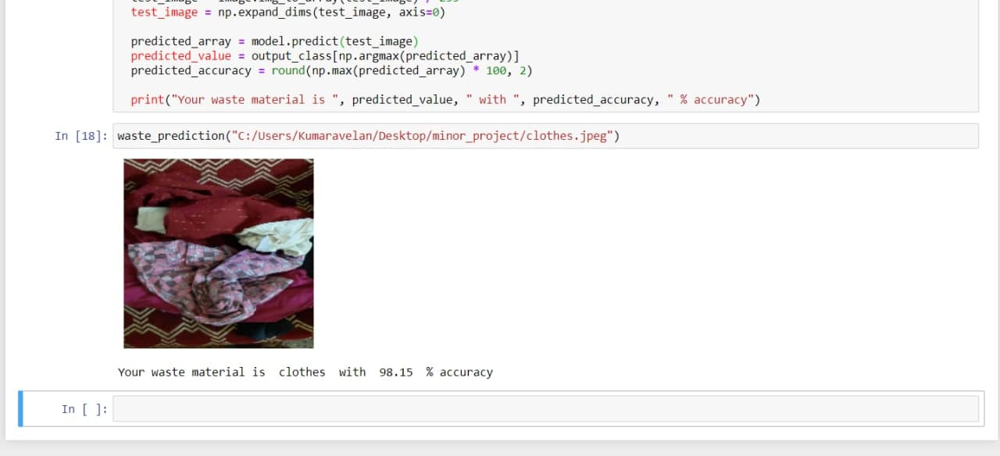 test_image = np.expand_dims(test_image, axis=0)
predicted_array = model.predict(test_image)
predicted_value = output_class[np.argmax(predicted_array)]
predicted_accuracy = round(np.max(predicted_array) * 100, 2)
print("Your waste material is ", predicted_value, " with ", predicted_accuracy, " % accuracy")
In [18]: waste_prediction("C:/Users/Kumaravelan/Desktop/minor_project/clothes.jpeg")
Your waste material is  clothes  with  98.15  % accuracy
In [ ]: